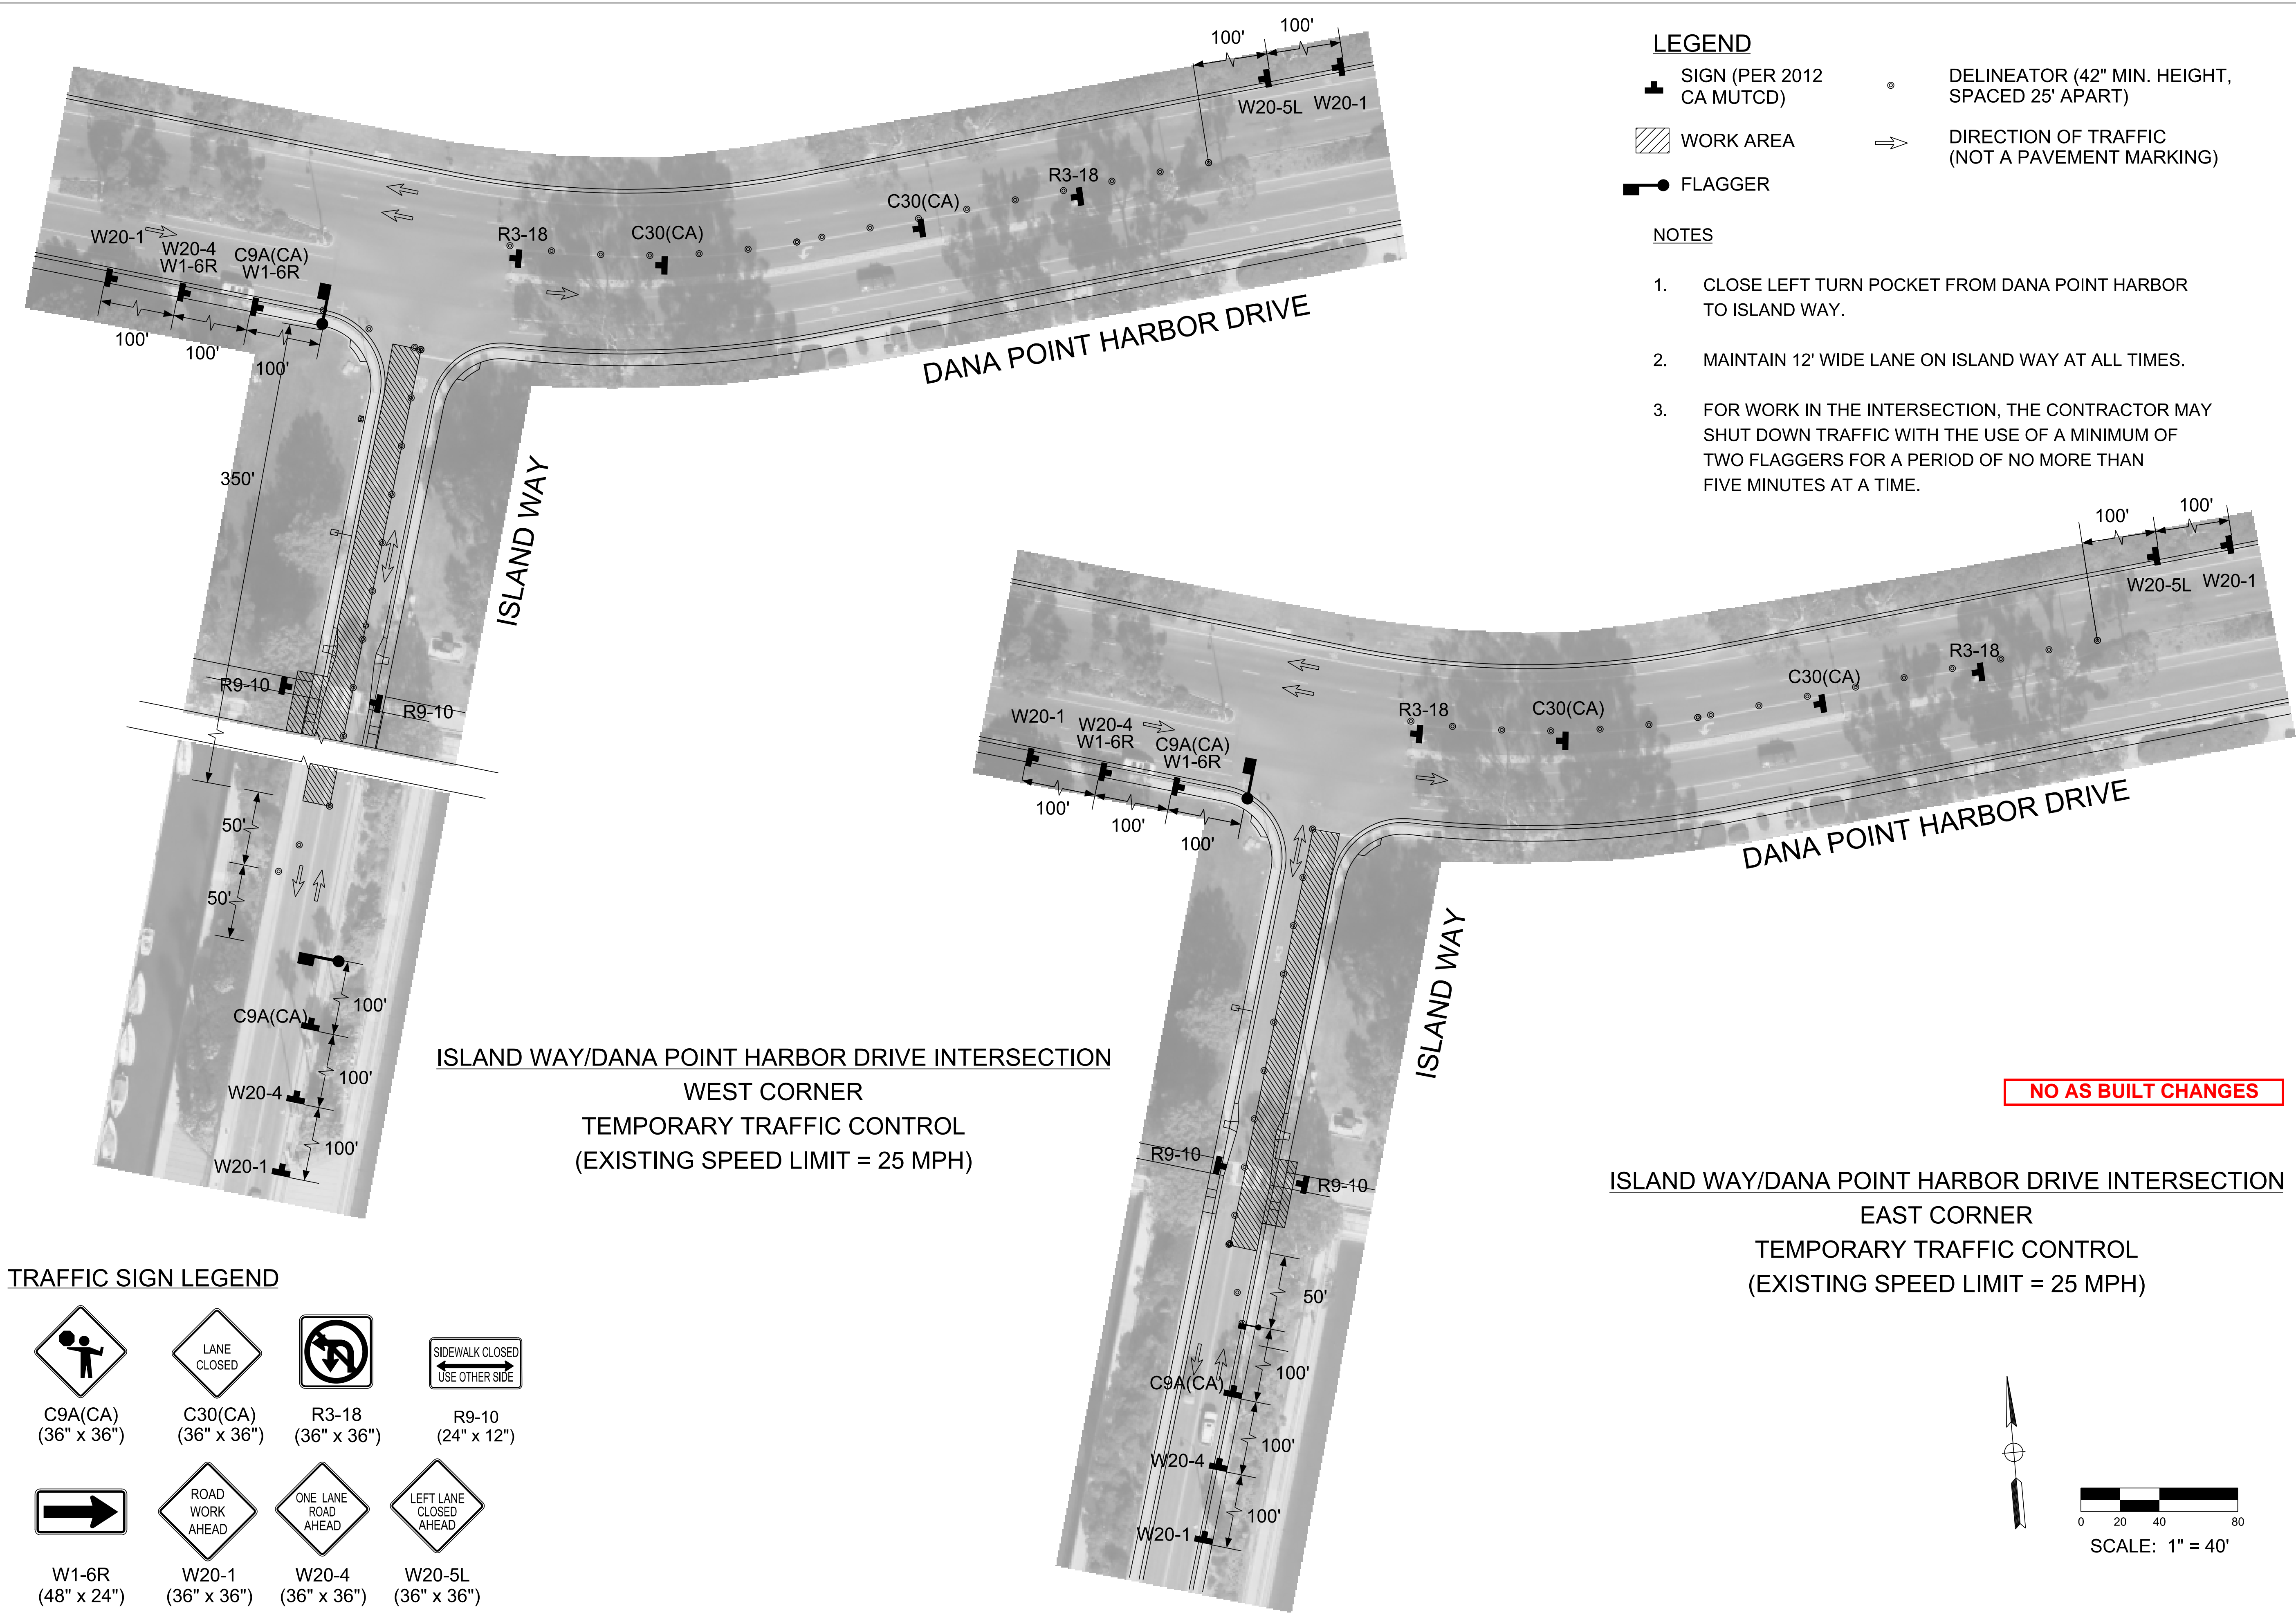 100'
100'
W20-5L
W20-1
R3-18
C30(CA)
R3-18
C30(CA)
W20-1
W20-4
W1-6R
C9A(CA)
W1-6R
100'
100'
100'
DANA POINT HARBOR DRIVE
350'
ISLAND WAY
R9-10
R9-10
50'
50'
100'
C9A(CA)
100'
W20-4
100'
W20-1
ISLAND WAY/DANA POINT HARBOR DRIVE INTERSECTION
WEST CORNER
TEMPORARY TRAFFIC CONTROL
(EXISTING SPEED LIMIT = 25 MPH)
LEGEND
SIGN (PER 2012
CA MUTCD)
DELINEATOR (42" MIN. HEIGHT,
SPACED 25' APART)
WORK AREA
DIRECTION OF TRAFFIC
(NOT A PAVEMENT MARKING)
FLAGGER
NOTES
1. CLOSE LEFT TURN POCKET FROM DANA POINT HARBOR
TO ISLAND WAY.
2. MAINTAIN 12' WIDE LANE ON ISLAND WAY AT ALL TIMES.
3. FOR WORK IN THE INTERSECTION, THE CONTRACTOR MAY
SHUT DOWN TRAFFIC WITH THE USE OF A MINIMUM OF
TWO FLAGGERS FOR A PERIOD OF NO MORE THAN
FIVE MINUTES AT A TIME.
100'
100'
W20-5L
W20-1
R3-18
C30(CA)
R3-18
C30(CA)
W20-1
W20-4
W1-6R
C9A(CA)
W1-6R
100'
100'
100'
DANA POINT HARBOR DRIVE
ISLAND WAY
R9-10
R9-10
50'
100'
C9A(CA)
100'
W20-4
100'
W20-1
NO AS BUILT CHANGES
ISLAND WAY/DANA POINT HARBOR DRIVE INTERSECTION
EAST CORNER
TEMPORARY TRAFFIC CONTROL
(EXISTING SPEED LIMIT = 25 MPH)
0 20 40 80
SCALE: 1" = 40'
TRAFFIC SIGN LEGEND
LANE
CLOSED
SIDEWALK CLOSED
USE OTHER SIDE
C9A(CA)
(36" x 36")
C30(CA)
(36" x 36")
R3-18
(36" x 36")
R9-10
(24" x 12")
ROAD
WORK
AHEAD
ONE LANE
ROAD
AHEAD
LEFT LANE
CLOSED
AHEAD
W1-6R
(48" x 24")
W20-1
(36" x 36")
W20-4
(36" x 36")
W20-5L
(36" x 36")